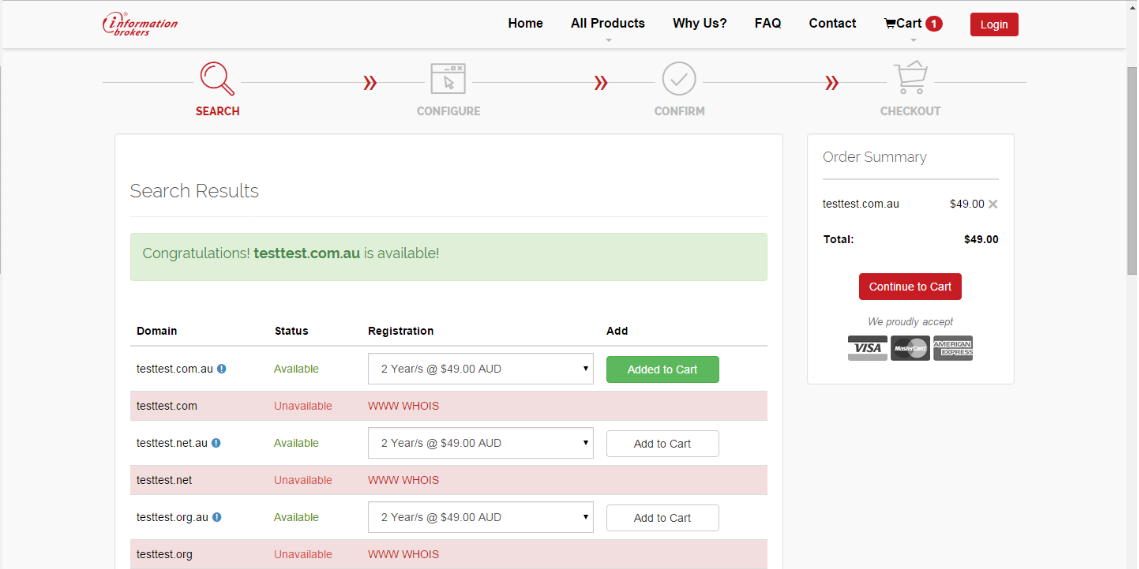 information
brokers
Home All Products Why Us? FAQ Contact Cart 1 Login
SEARCH CONFIGURE CONFIRM CHECKOUT
Search Results
Congratulations! testtest.com.au is available!
Domain Status Registration Add
testtest.com.au Available 2 Year/s @ $49.00 AUD Added to Cart
testtest.com Unavailable WWW WHOIS
testtest.net.au Available 2 Year/s @ $49.00 AUD Add to Cart
testtest.net Unavailable WWW WHOIS
testtest.org.au Available 2 Year/s @ $49.00 AUD Add to Cart
testtest.org Unavailable WWW WHOIS
Order Summary
testtest.com.au $49.00
Total: $49.00
Continue to Cart
We proudly accept
VISA MasterCard AMERICAN EXPRESS